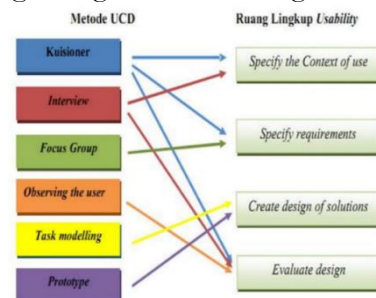 Metode UCD
Ruang Lingkup Usability
Kuisioner
Interview
Focus Group
Observing the user
Task modelling
Prototype
Specify the Context of use
Specify requirements
Create design of solutions
Evaluate design